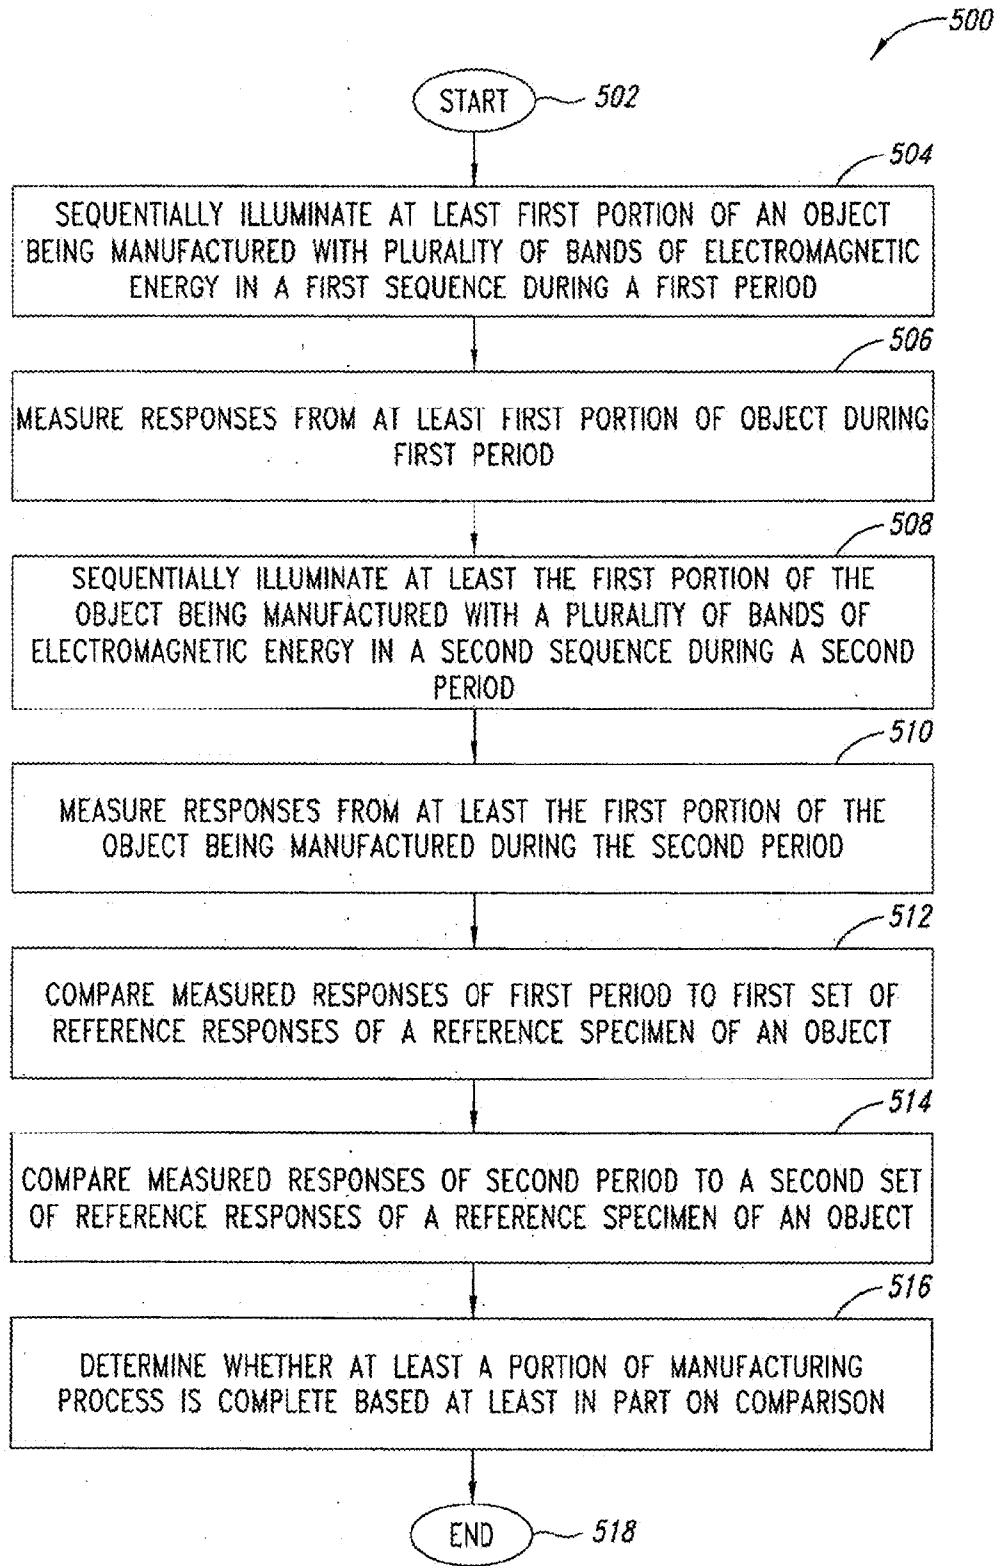 500
START
502
504
SEQUENTIALLY ILLUMINATE AT LEAST FIRST PORTION OF AN OBJECT
BEING MANUFACTURED WITH PLURALITY OF BANDS OF ELECTROMAGNETIC
ENERGY IN A FIRST SEQUENCE DURING A FIRST PERIOD
506
MEASURE RESPONSES FROM AT LEAST FIRST PORTION OF OBJECT DURING
FIRST PERIOD
508
SEQUENTIALLY ILLUMINATE AT LEAST THE FIRST PORTION OF THE
OBJECT BEING MANUFACTURED WITH A PLURALITY OF BANDS OF
ELECTROMAGNETIC ENERGY IN A SECOND SEQUENCE DURING A SECOND
PERIOD
510
MEASURE RESPONSES FROM AT LEAST THE FIRST PORTION OF THE
OBJECT BEING MANUFACTURED DURING THE SECOND PERIOD
512
COMPARE MEASURED RESPONSES OF FIRST PERIOD TO FIRST SET OF
REFERENCE RESPONSES OF A REFERENCE SPECIMEN OF AN OBJECT
514
COMPARE MEASURED RESPONSES OF SECOND PERIOD TO A SECOND SET
OF REFERENCE RESPONSES OF A REFERENCE SPECIMEN OF AN OBJECT
516
DETERMINE WHETHER AT LEAST A PORTION OF MANUFACTURING
PROCESS IS COMPLETE BASED AT LEAST IN PART ON COMPARISON
END
518